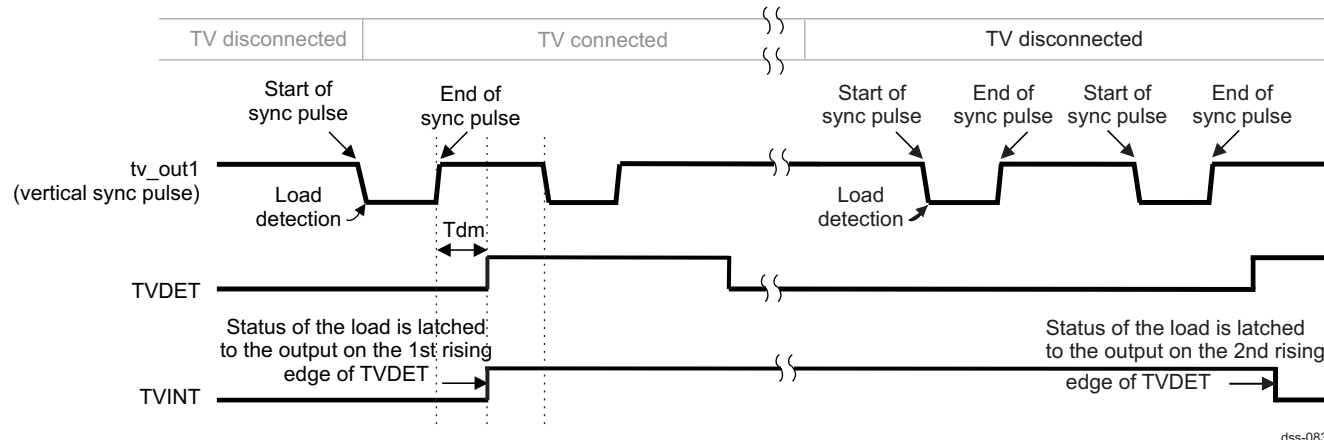 TV disconnected
TV connected
TV disconnected
Start of
sync pulse
End of
sync pulse
Start of
sync pulse
End of
sync pulse
Start of
sync pulse
End of
sync pulse
tv_out1
(vertical sync pulse)
Load
detection
Load
detection
Tdm
TVDET
Status of the load is latched
to the output on the 1st rising
edge of TVDET
Status of the load is latched
to the output on the 2nd rising
edge of TVDET
TVINT